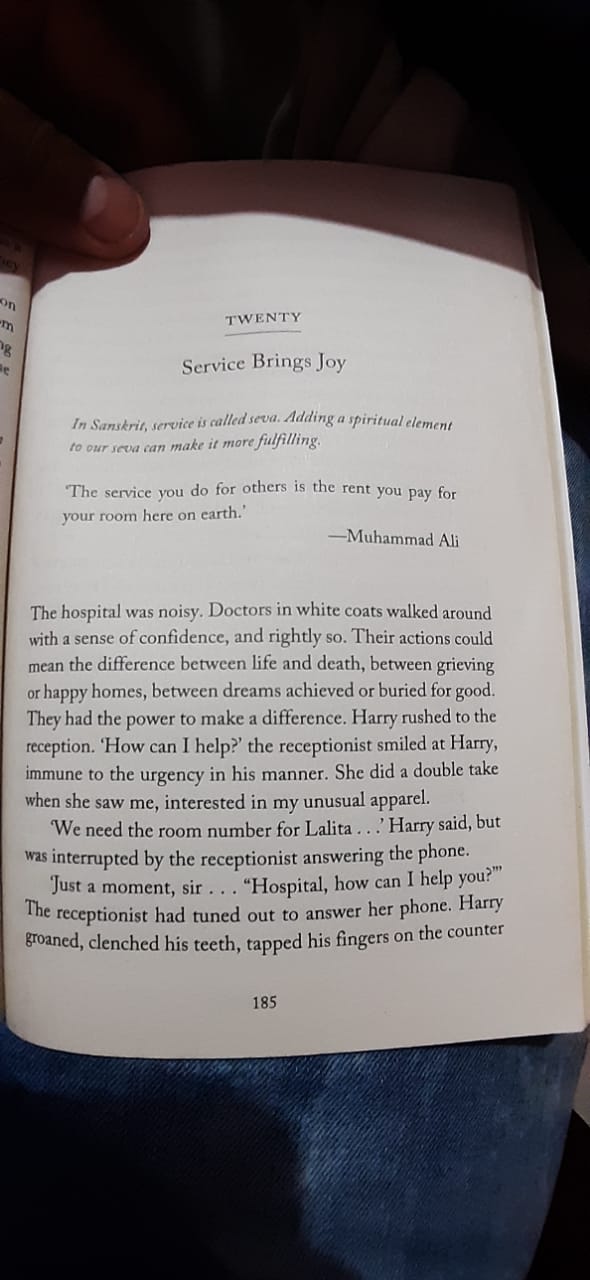 TWENTY
Service Brings Joy
In Sanskrit, service is called seva. Adding a spiritual element
to our seva can make it more fulfilling.
‘The service you do for others is the rent you pay for
your room here on earth.’
—Muhammad Ali
The hospital was noisy. Doctors in white coats walked around
with a sense of confidence, and rightly so. Their actions could
mean the difference between life and death, between grieving
or happy homes, between dreams achieved or buried for good.
They had the power to make a difference. Harry rushed to the
reception. ‘How can I help?’ the receptionist smiled at Harry,
immune to the urgency in his manner. She did a double take
when she saw me, interested in my unusual apparel.
‘We need the room number for Lalita . . .’ Harry said, but
was interrupted by the receptionist answering the phone.
‘Just a moment, sir . . . “Hospital, how can I help you?”’
The receptionist had tuned out to answer her phone. Harry
groaned, clenched his teeth, tapped his fingers on the counter
185